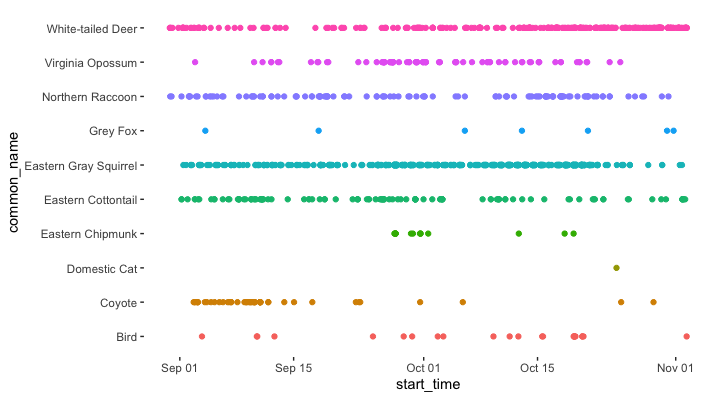 White-tailed Deer
Virginia Opossum
Northern Raccoon
Grey Fox
Eastern Gray Squirrel
Eastern Cottontail
Eastern Chipmunk
Domestic Cat
Coyote
Bird
common_name
Sep 01 Sep 15 Oct 01 Oct 15 Nov 01
start_time